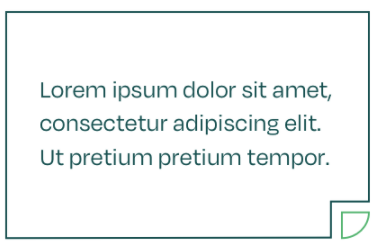 Lorem ipsum dolor sit amet,
consectetur adipiscing elit.
Ut pretium pretium tempor.